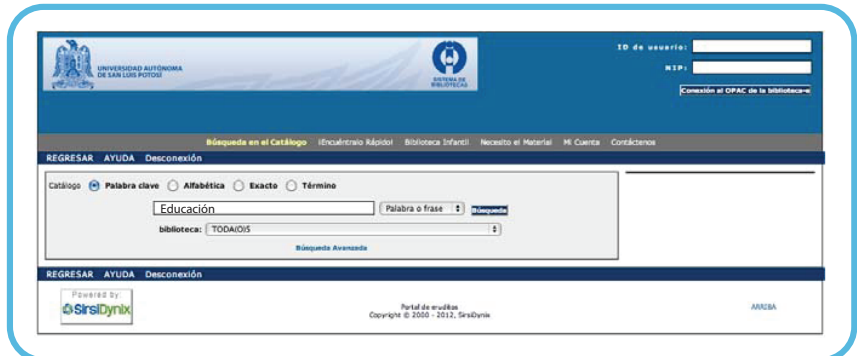 UNIVERSIDAD AUTÓNOMA
DE SAN LUIS POTOSÍ
SISTEMA DE
BIBLIOTECAS
ID de usuario:
NIP:
Conexión al OPAC de la biblioteca-e
Búsqueda en el Catálogo ¡Encuéntralo Rápido! Biblioteca Infantil Necesito el Material Mi Cuenta Contáctenos
REGRESAR AYUDA Desconexión
Catálogo Palabra clave Alfabética Exacto Término
Educación Palabra o frase Búsqueda
biblioteca: TODA(O)S
Búsqueda Avanzada
REGRESAR AYUDA Desconexión
Powered by:
SirsiDynix
Portal de eruditos
Copyright © 2000 - 2012, SirsiDynix
ARRIBA